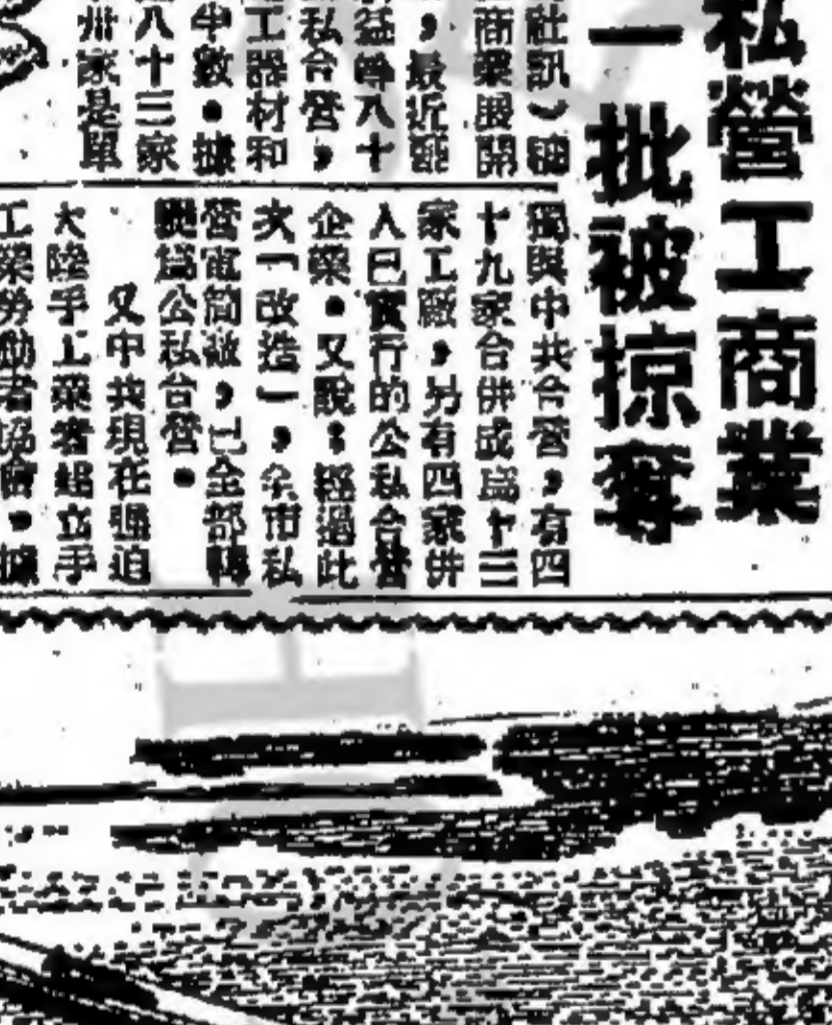 私營工商業
一批被掠奪
社訊
商業展開
，最近
八十
私合營，
工器材和
半數．據
八十三家
卅家是單
獨與中共合營，有四
十九家合併成爲十三
家工廠，另有四家併
入已實行的公私合營
企業．又說：經過此
次「改造」，全市私
營電筒業，已全部轉
變爲公私合營．
又中共現在強迫
大陸手工業者組立手
工業勞動者協會．據